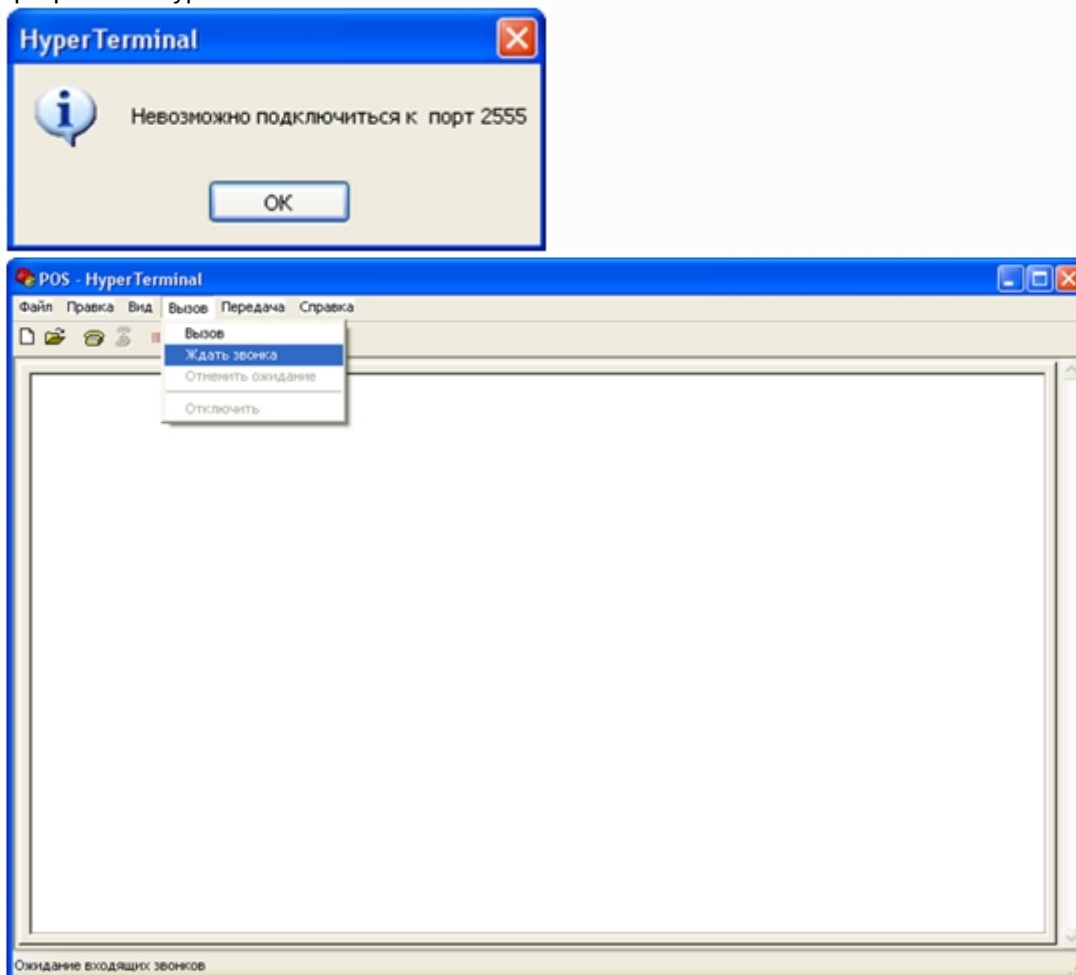 HyperTerminal
Невозможно подключиться к порт 2555
OK
POS - HyperTerminal
Файл Правка Вид Вызов Передача Справка
Вызов
Ждать звонка
Отменить ожидание
Отключить
Ожидание входящих звонков